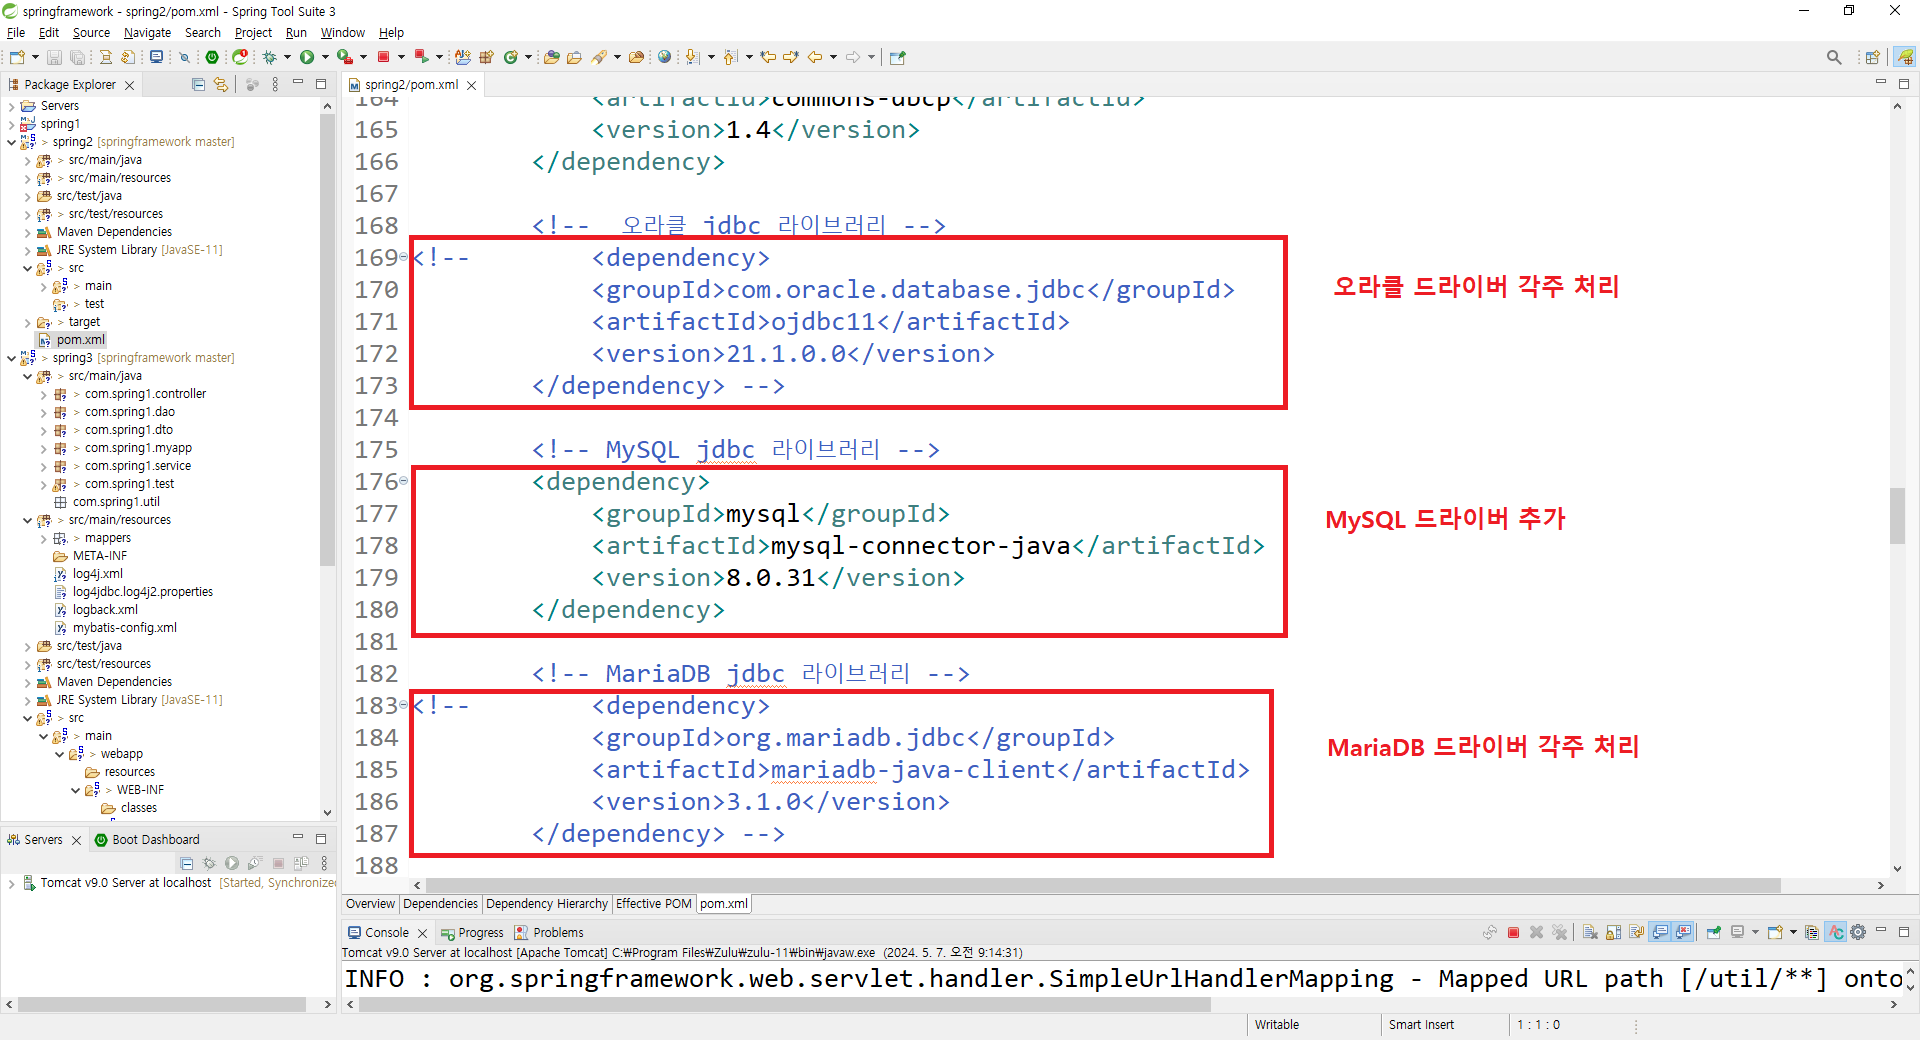 springframework - spring2/pom.xml - Spring Tool Suite 3
File Edit Source Navigate Search Project Run Window Help
Package Explorer
Servers
spring1
> spring2 [springframework master]
> src/main/java
> src/main/resources
src/test/java
> src/test/resources
Maven Dependencies
JRE System Library [JavaSE-11]
> src
> main
> test
> target
pom.xml
> spring3 [springframework master]
> src/main/java
> com.spring1.controller
> com.spring1.dao
> com.spring1.dto
> com.spring1.myapp
> com.spring1.service
> com.spring1.test
com.spring1.util
> src/main/resources
> mappers
META-INF
log4j.xml
log4jdbc.log4j2.properties
logback.xml
mybatis-config.xml
src/test/java
src/test/resources
Maven Dependencies
JRE System Library [JavaSE-11]
> src
> main
> webapp
resources
> WEB-INF
classes
Servers Boot Dashboard
Tomcat v9.0 Server at localhost [Started, Synchronize
spring2/pom.xml
164 <artifactId>commons-dbcp</artifactId>
165 <version>1.4</version>
166 </dependency>
167
168 <!-- 오라클 jdbc 라이브러리 -->
169 <!-- <dependency>
170 <groupId>com.oracle.database.jdbc</groupId>
171 <artifactId>ojdbc11</artifactId>
172 <version>21.1.0.0</version>
173 </dependency> -->
174
175 <!-- MySQL jdbc 라이브러리 -->
176 <dependency>
177 <groupId>mysql</groupId>
178 <artifactId>mysql-connector-java</artifactId>
179 <version>8.0.31</version>
180 </dependency>
181
182 <!-- MariaDB jdbc 라이브러리 -->
183 <!-- <dependency>
184 <groupId>org.mariadb.jdbc</groupId>
185 <artifactId>mariadb-java-client</artifactId>
186 <version>3.1.0</version>
187 </dependency> -->
188
오라클 드라이버 각주 처리
MySQL 드라이버 추가
MariaDB 드라이버 각주 처리
Overview Dependencies Dependency Hierarchy Effective POM pom.xml
Console Progress Problems
Tomcat v9.0 Server at localhost [Apache Tomcat] C:₩Program Files₩Zulu₩zulu-11₩bin₩javaw.exe (2024. 5. 7. 오전 9:14:31)
INFO : org.springframework.web.servlet.handler.SimpleUrlHandlerMapping - Mapped URL path [/util/**] onto
Writable Smart Insert 1 : 1 : 0